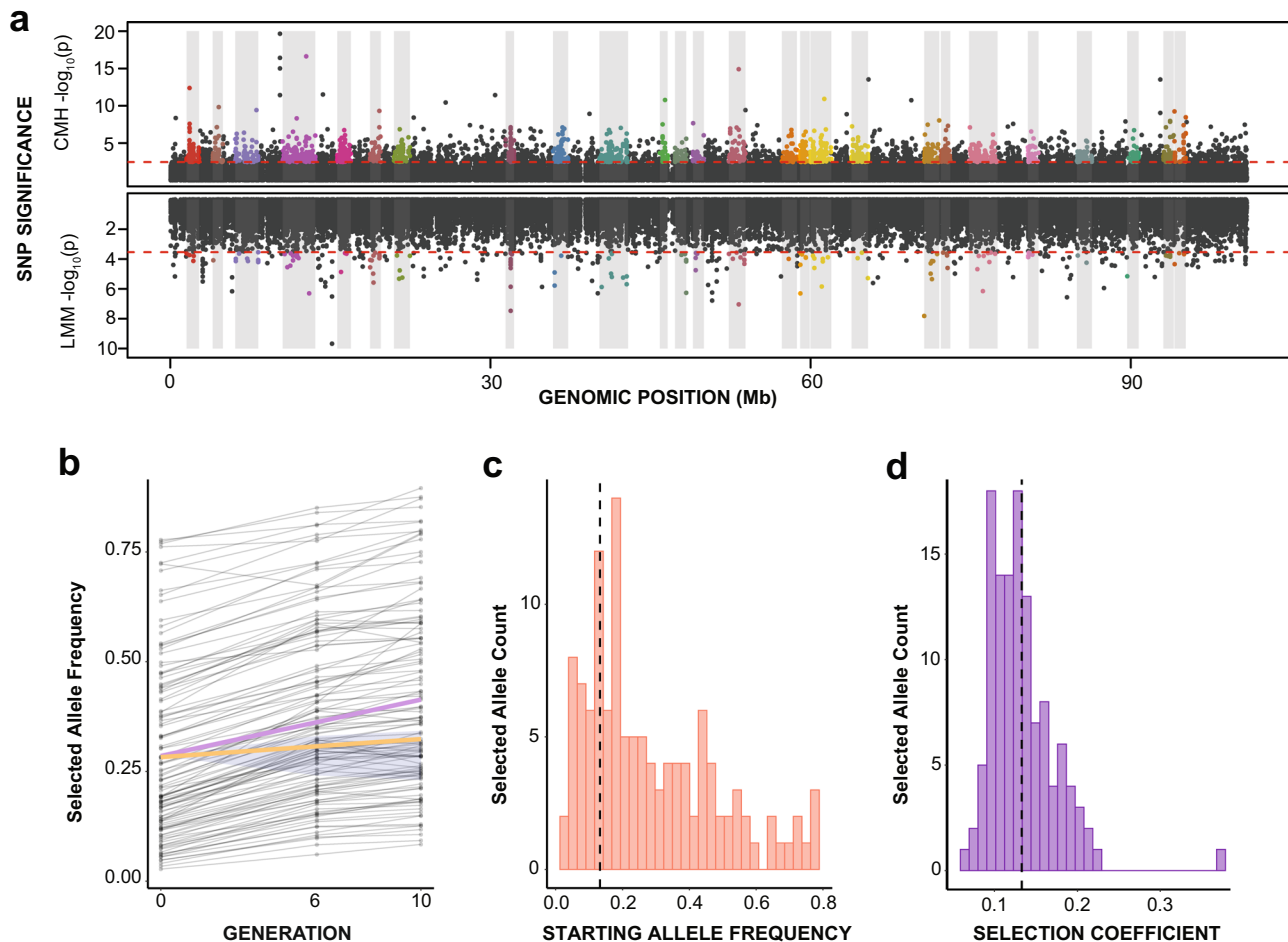 a
SNP SIGNIFICANCE
CMH -log10(p)
20
15
10
5
LMM -log10(p)
2
4
6
8
10
0
30
60
90
GENOMIC POSITION (Mb)
b
Selected Allele Frequency
0.75
0.50
0.25
0.00
0
6
10
GENERATION
c
Selected Allele Count
10
5
0
0.0
0.2
0.4
0.6
0.8
STARTING ALLELE FREQUENCY
d
Selected Allele Count
15
10
5
0
0.1
0.2
0.3
SELECTION COEFFICIENT